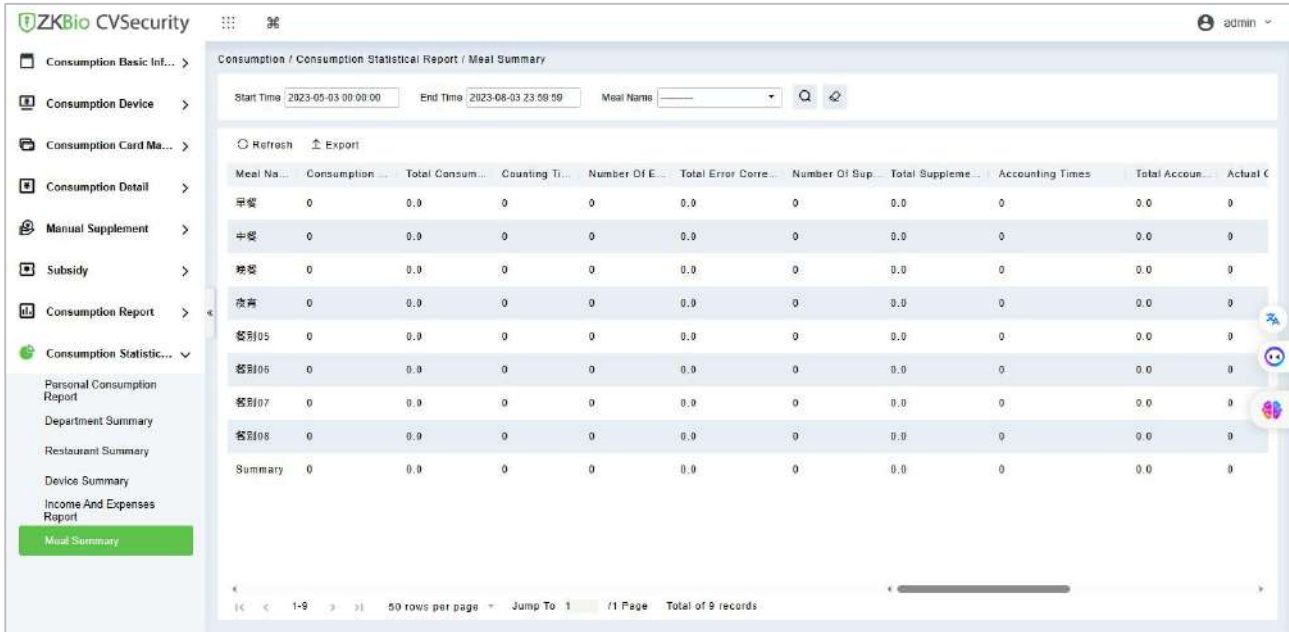 ZKBio CVSecurity
admin
Consumption Basic Inf...
Consumption Device
Consumption Card Ma...
Consumption Detail
Manual Supplement
Subsidy
Consumption Report
Consumption Statistic...
Personal Consumption
Report
Department Summary
Restaurant Summary
Device Summary
Income And Expenses
Report
Meal Summary
Consumption / Consumption Statistical Report / Meal Summary
Start Time 2023-05-03 00:00:00 End Time 2023-08-03 23:59:59 Meal Name ---------
Refresh Export
Meal Na... Consumption ... Total Consum... Counting Ti... Number Of E... Total Error Corre... Number Of Sup... Total Suppleme... Accounting Times Total Accoun... Actual C
早餐 0 0.0 0 0 0.0 0 0.0 0 0.0 0
中餐 0 0.0 0 0 0.0 0 0.0 0 0.0 0
晚餐 0 0.0 0 0 0.0 0 0.0 0 0.0 0
夜宵 0 0.0 0 0 0.0 0 0.0 0 0.0 0
餐别05 0 0.0 0 0 0.0 0 0.0 0 0.0 0
餐别06 0 0.0 0 0 0.0 0 0.0 0 0.0 0
餐别07 0 0.0 0 0 0.0 0 0.0 0 0.0 0
餐别08 0 0.0 0 0 0.0 0 0.0 0 0.0 0
Summary 0 0.0 0 0 0.0 0 0.0 0 0.0 0
1-9 50 rows per page Jump To 1 /1 Page Total of 9 records